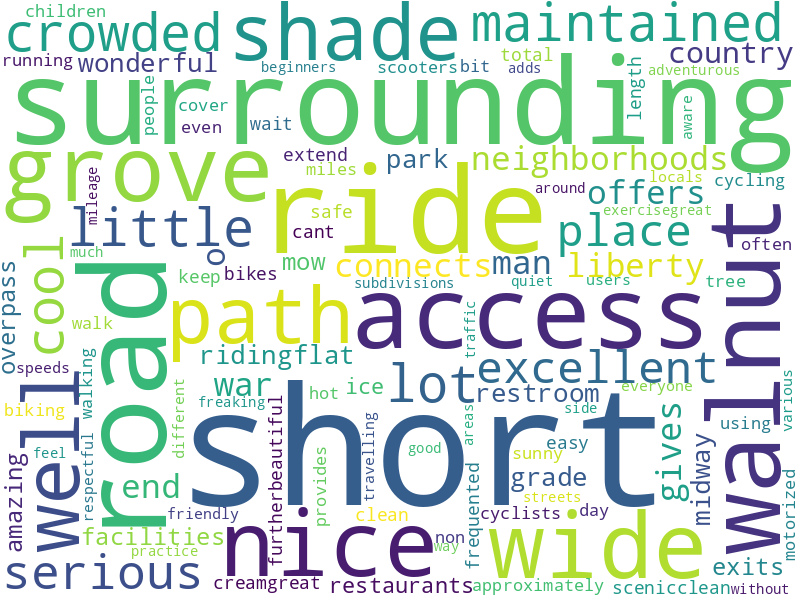 children
crowded
shade
maintained
running
wonderful
beginners
scooters
bit
total
adds
country
adventurous
surrounding
people
cover
even
wait
length
aware
grove
mileage
extend
miles
park
neighborhoods
locals
cycling
ride
around
offers
exercisegreat
safe
little
cant
place
walnut
often
cool
o
much
keep
bikes
mow
connects
man
liberty
subdivisions
quiet
users
tree
overpass
road
path
access
walk
traffic
ridingflat
excellent
speeds
well
walking
different
war
hot
ice
lot
restroom
everyone
various
biking
freaking
short
travelling
areas
side
gives
using
feel
respectful
good
easy
sunny
midway
amazing
end
furtherbeautiful
provides
frequented
grade
streets
motorized
friendly
clean
cyclists
day
facilities
nice
non
wide
practice
way
exits
serious
creamgreat
restaurants
approximately
scenicclean
without